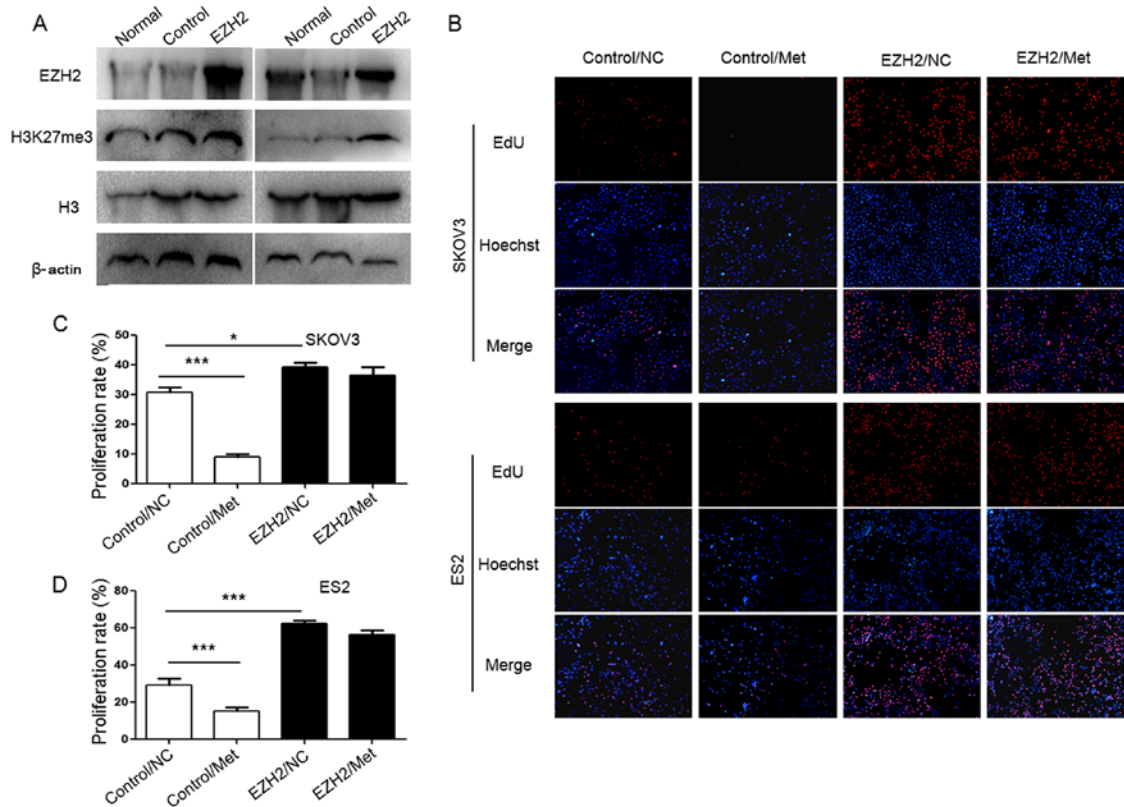 A
Normal Control EZH2 Normal Control EZH2
EZH2
H3K27me3
H3
β-actin
B
Control/NC Control/Met EZH2/NC EZH2/Met
SKOV3
EdU
Hoechst
Merge
ES2
EdU
Hoechst
Merge
C
SKOV3
Proliferation rate (%)
50
40
30
20
10
0
*
***
Control/NC Control/Met EZH2/NC EZH2/Met
D
ES2
Proliferation rate (%)
80
60
40
20
0
***
***
Control/NC Control/Met EZH2/NC EZH2/Met